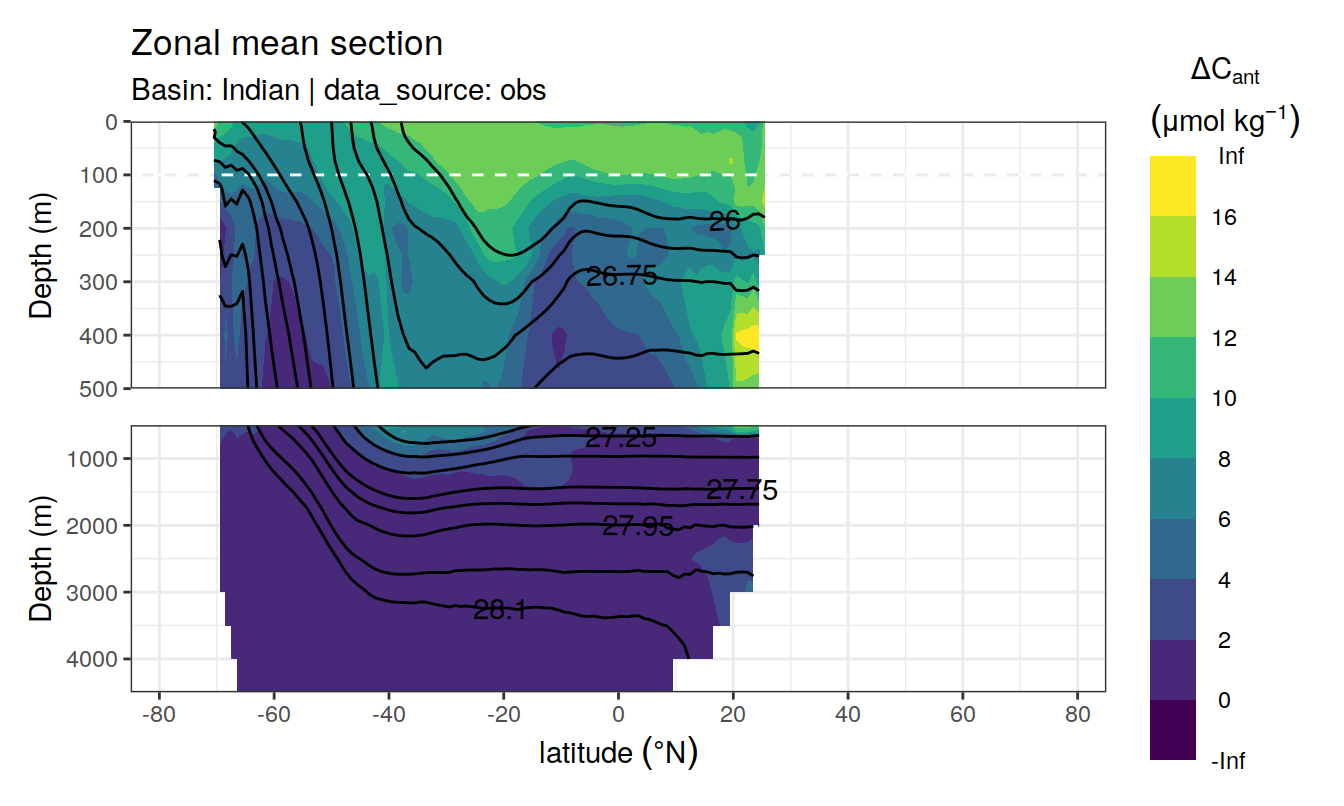 Zonal mean section
Basin: Indian | data_source: obs
0
100
200
300
400
500
Depth (m)
26
26.75
1000
2000
3000
4000
Depth (m)
27.25
27.75
27.95
28.1
-80 -60 -40 -20 0 20 40 60 80
latitude (°N)
ΔCant
(μmol kg⁻¹)
Inf
16
14
12
10
8
6
4
2
0
-Inf